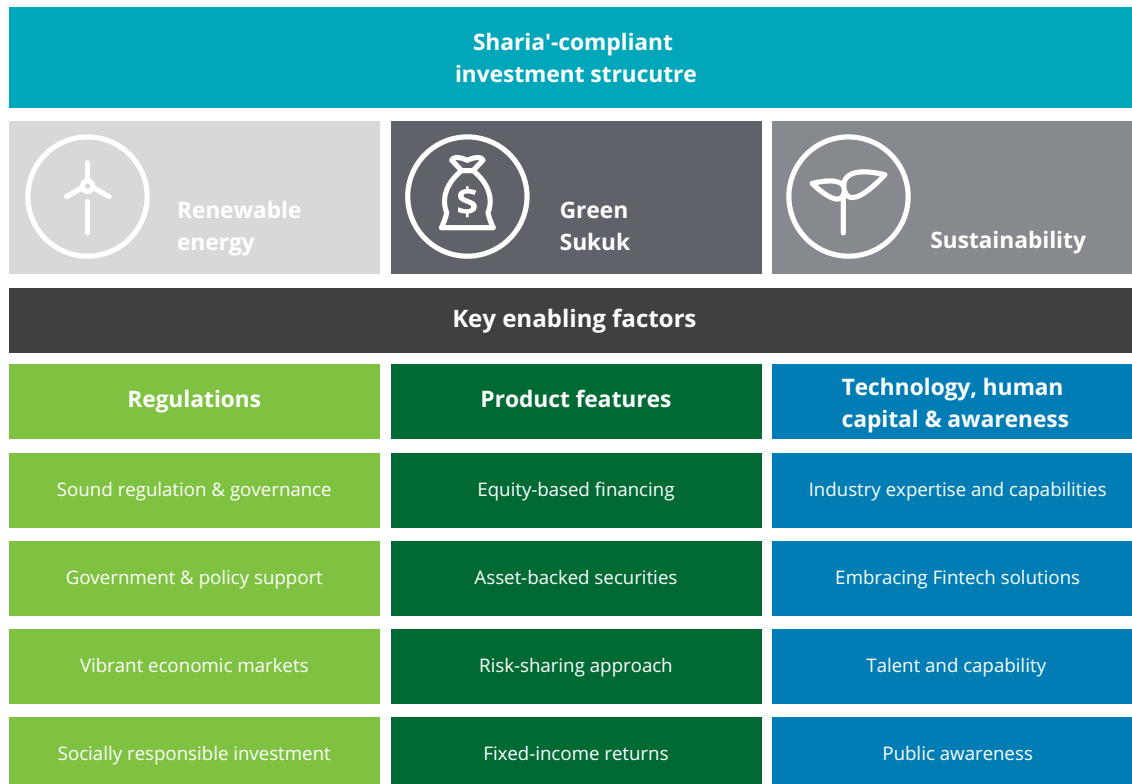 Sharia'-compliant
investment strucutre
Renewable
energy
$
Green
Sukuk
Sustainability
Key enabling factors
Regulations
Product features
Technology, human
capital & awareness
Sound regulation & governance
Equity-based financing
Industry expertise and capabilities
Government & policy support
Asset-backed securities
Embracing Fintech solutions
Vibrant economic markets
Risk-sharing approach
Talent and capability
Socially responsible investment
Fixed-income returns
Public awareness